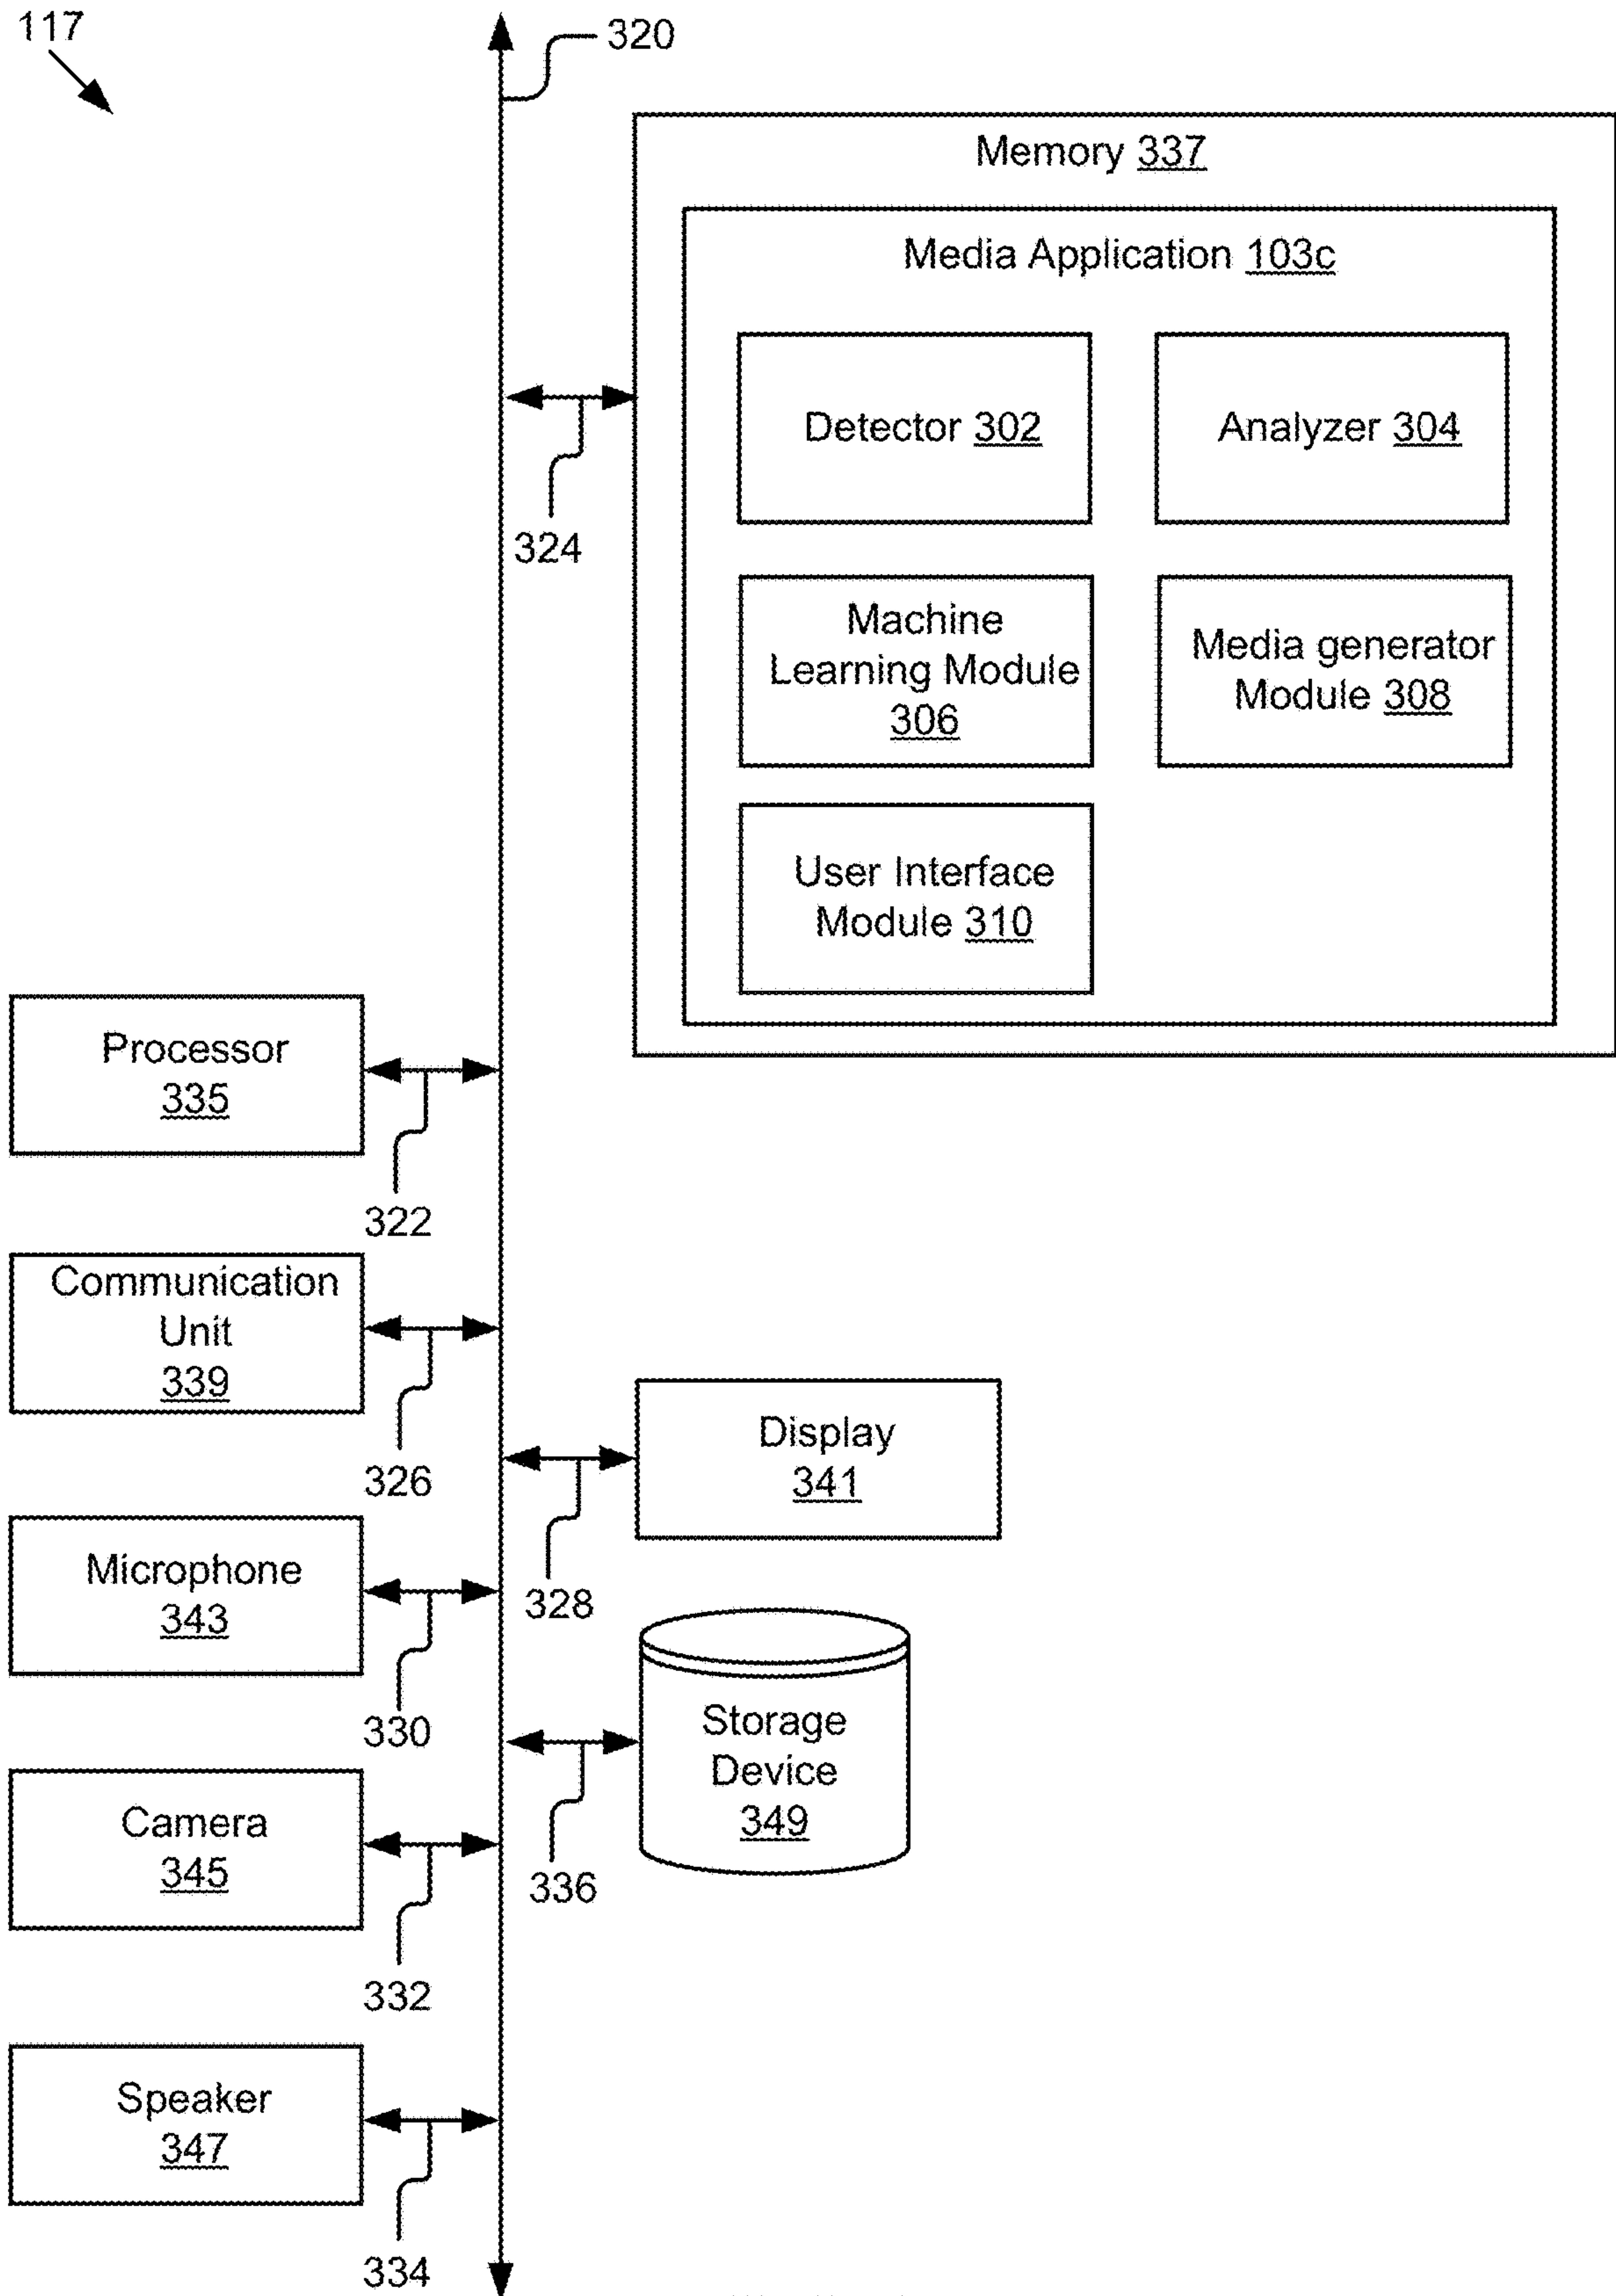 117
320
Memory 337
Media Application 103c
Detector 302
Analyzer 304
324
Machine
Learning Module
306
Media generator
Module 308
User Interface
Module 310
Processor
335
322
Communication
Unit
339
326
Display
341
328
Microphone
343
330
Storage
Device
349
336
Camera
345
332
Speaker
347
334